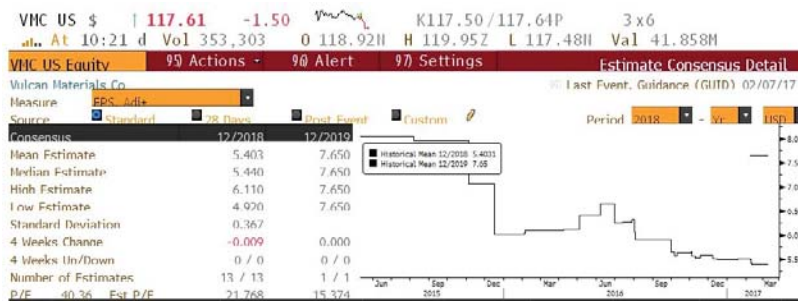 VMC US $ ↑ 117.61 -1.50 K117.50/117.64P 3x6
At 10:21 d Vol 353,303 O 118.92N H 119.95Z L 117.48N Val 41.858M
VMC US Equity 95) Actions 90) Alert 97) Settings Estimate Consensus Detail
Vulcan Materials Co Last Event, Guidance (GUID) 02/07/17
Measure EPS, Adj+
Source Standard 28 Days Post Event Custom Period 2018 - Yr USD
Consensus 12/2018 12/2019
Mean Estimate 5.403 7.650
Median Estimate 5.440 7.650
High Estimate 6.110 7.650
Low Estimate 4.920 7.650
Standard Deviation 0.367
4 Weeks Change -0.009 0.000
4 Weeks Up/Down 0 / 0 0 / 0
Number of Estimates 13 / 13 1 / 1
P/E 40.36 Est P/E 21.768 15.374
Historical Mean 12/2018 5.4031
Historical Mean 12/2019 7.65
8.0
7.5
7.0
6.5
6.0
5.5
Jun Sep Dec Mar Jun Sep Dec Mar
2015 2016 2017